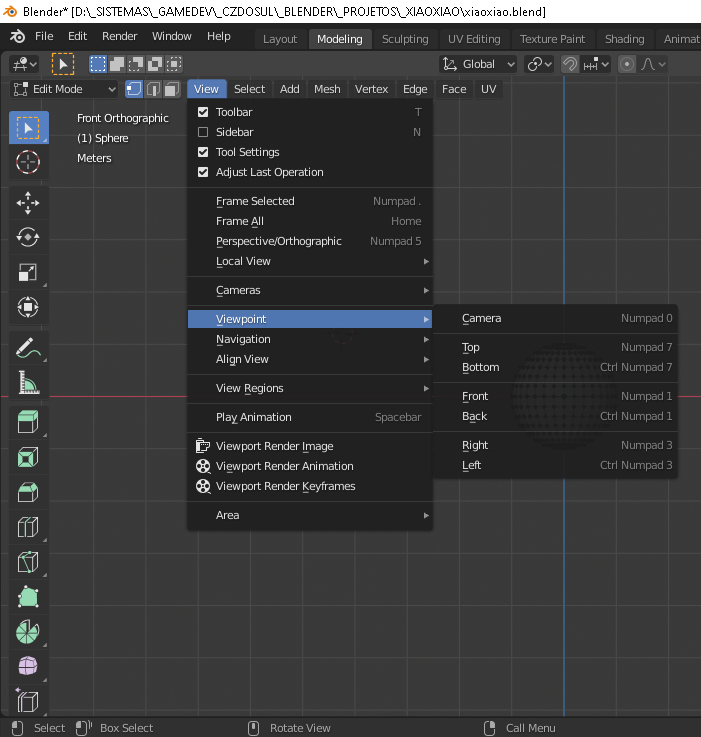 Blender* [D:\_SISTEMAS\_GAMEDEV\_CZDOSUL\_BLENDER\_PROJETOS\_XIAOXIAO\xiaoxiao.blend]
File Edit Render Window Help Layout Modeling Sculpting UV Editing Texture Paint Shading Animat
Global
Edit Mode View Select Add Mesh Vertex Edge Face UV
Front Orthographic
(1) Sphere
Meters
Toolbar T
Sidebar N
Tool Settings
Adjust Last Operation
Frame Selected Numpad .
Frame All Home
Perspective/Orthographic Numpad 5
Local View
Cameras
Viewpoint
Navigation
Align View
View Regions
Play Animation Spacebar
Viewport Render Image
Viewport Render Animation
Viewport Render Keyframes
Area
Camera Numpad 0
Top Numpad 7
Bottom Ctrl Numpad 7
Front Numpad 1
Back Ctrl Numpad 1
Right Numpad 3
Left Ctrl Numpad 3
Select Box Select Rotate View Call Menu